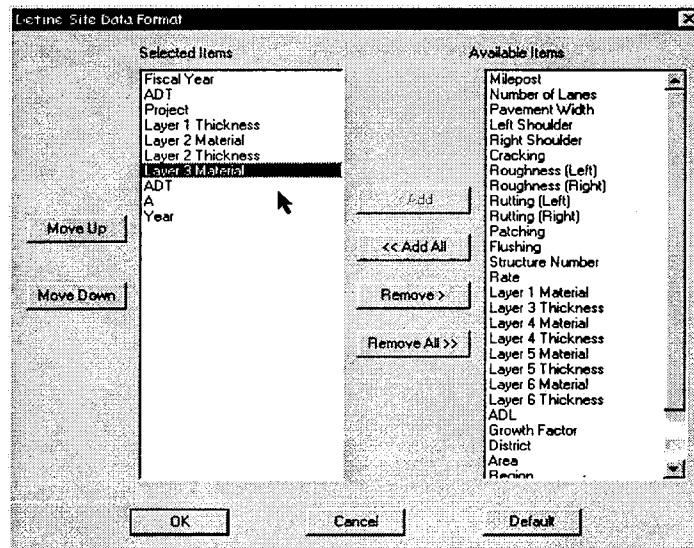 Define Site Data Format
Selected Items
Fiscal Year
ADT
Project
Layer 1 Thickness
Layer 2 Material
Layer 2 Thickness
Layer 3 Material
ADT
A
Year
Move Up
Move Down
< Add
<< Add All
Remove >
Remove All >>
Available Items
Milepost
Number of Lanes
Pavement Width
Left Shoulder
Right Shoulder
Cracking
Roughness (Left)
Roughness (Right)
Rutting (Left)
Rutting (Right)
Patching
Flushing
Structure Number
Rate
Layer 1 Material
Layer 3 Thickness
Layer 4 Material
Layer 4 Thickness
Layer 5 Material
Layer 5 Thickness
Layer 6 Material
Layer 6 Thickness
ADL
Growth Factor
District
Area
Region
OK
Cancel
Default